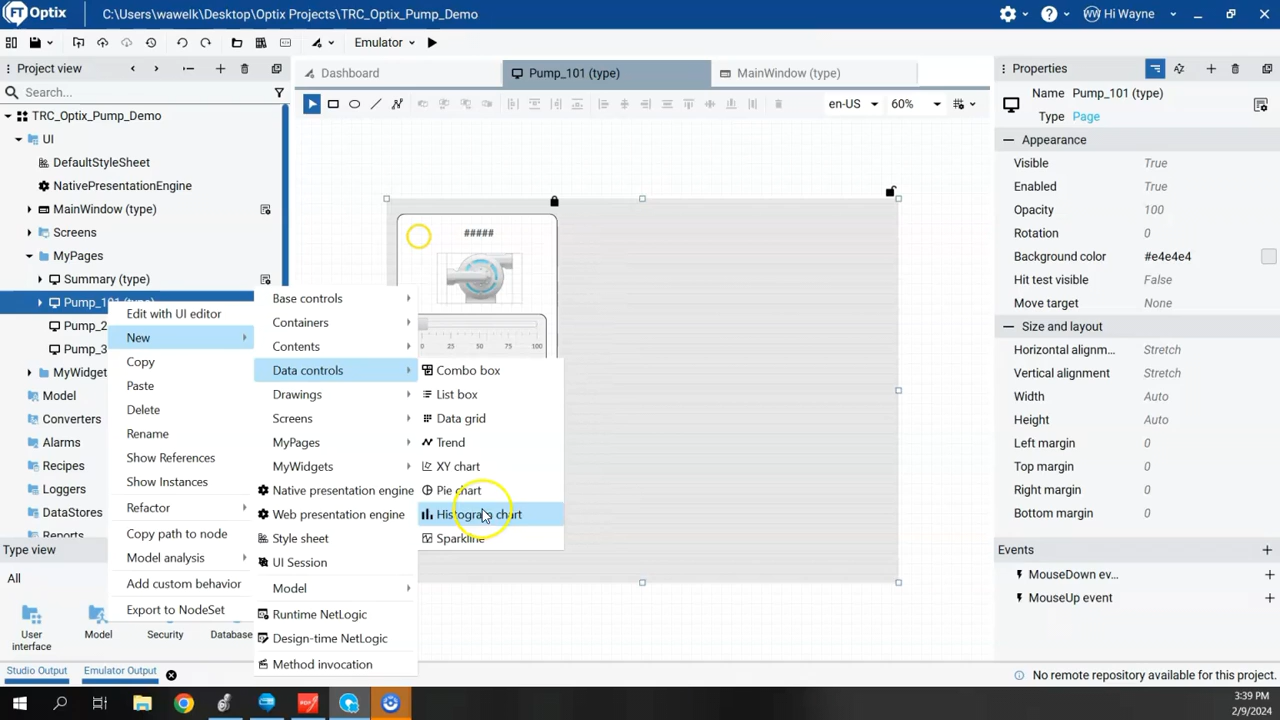 FT Optix C:\Users\wawelk\Desktop\Optix Projects\TRC_Optix_Pump_Demo
WW Hi Wayne
Emulator
Project view
Search...
TRC_Optix_Pump_Demo
UI
DefaultStyleSheet
NativePresentationEngine
MainWindow (type)
Screens
MyPages
Summary (type)
Pump_101 (type)
Pump_2
Pump_3
MyWidget
Model
Converters
Alarms
Recipes
Loggers
DataStores
Reports
Type view
All
User interface
Model
Security
Database
Studio Output
Emulator Output
Edit with UI editor
New
Copy
Paste
Delete
Rename
Show References
Show Instances
Refactor
Copy path to node
Model analysis
Add custom behavior
Export to NodeSet
Base controls
Containers
Contents
Data controls
Drawings
Screens
MyPages
MyWidgets
Native presentation engine
Web presentation engine
Style sheet
UI Session
Model
Runtime NetLogic
Design-time NetLogic
Method invocation
Combo box
List box
Data grid
Trend
XY chart
Pie chart
Histogram chart
Sparkline
Dashboard
Pump_101 (type)
MainWindow (type)
en-US
60%
#####
25 50 75 100
Properties
Name Pump_101 (type)
Type Page
Appearance
Visible True
Enabled True
Opacity 100
Rotation 0
Background color #e4e4e4
Hit test visible False
Move target None
Size and layout
Horizontal alignm... Stretch
Vertical alignment Stretch
Width Auto
Height Auto
Left margin 0
Top margin 0
Right margin 0
Bottom margin 0
Events
MouseDown ev...
MouseUp event
No remote repository available for this project.
3:39 PM
2/9/2024